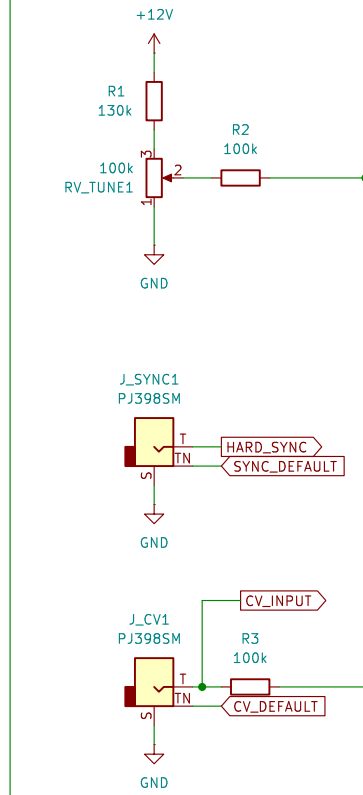 +12V
R1
130k
R2
100k
3
100k
2
RV_TUNE1
1
GND
J_SYNC1
PJ398SM
T
HARD_SYNC
TN
SYNC_DEFAULT
S
GND
CV_INPUT
J_CV1
PJ398SM
R3
100k
T
TN
CV_DEFAULT
S
GND